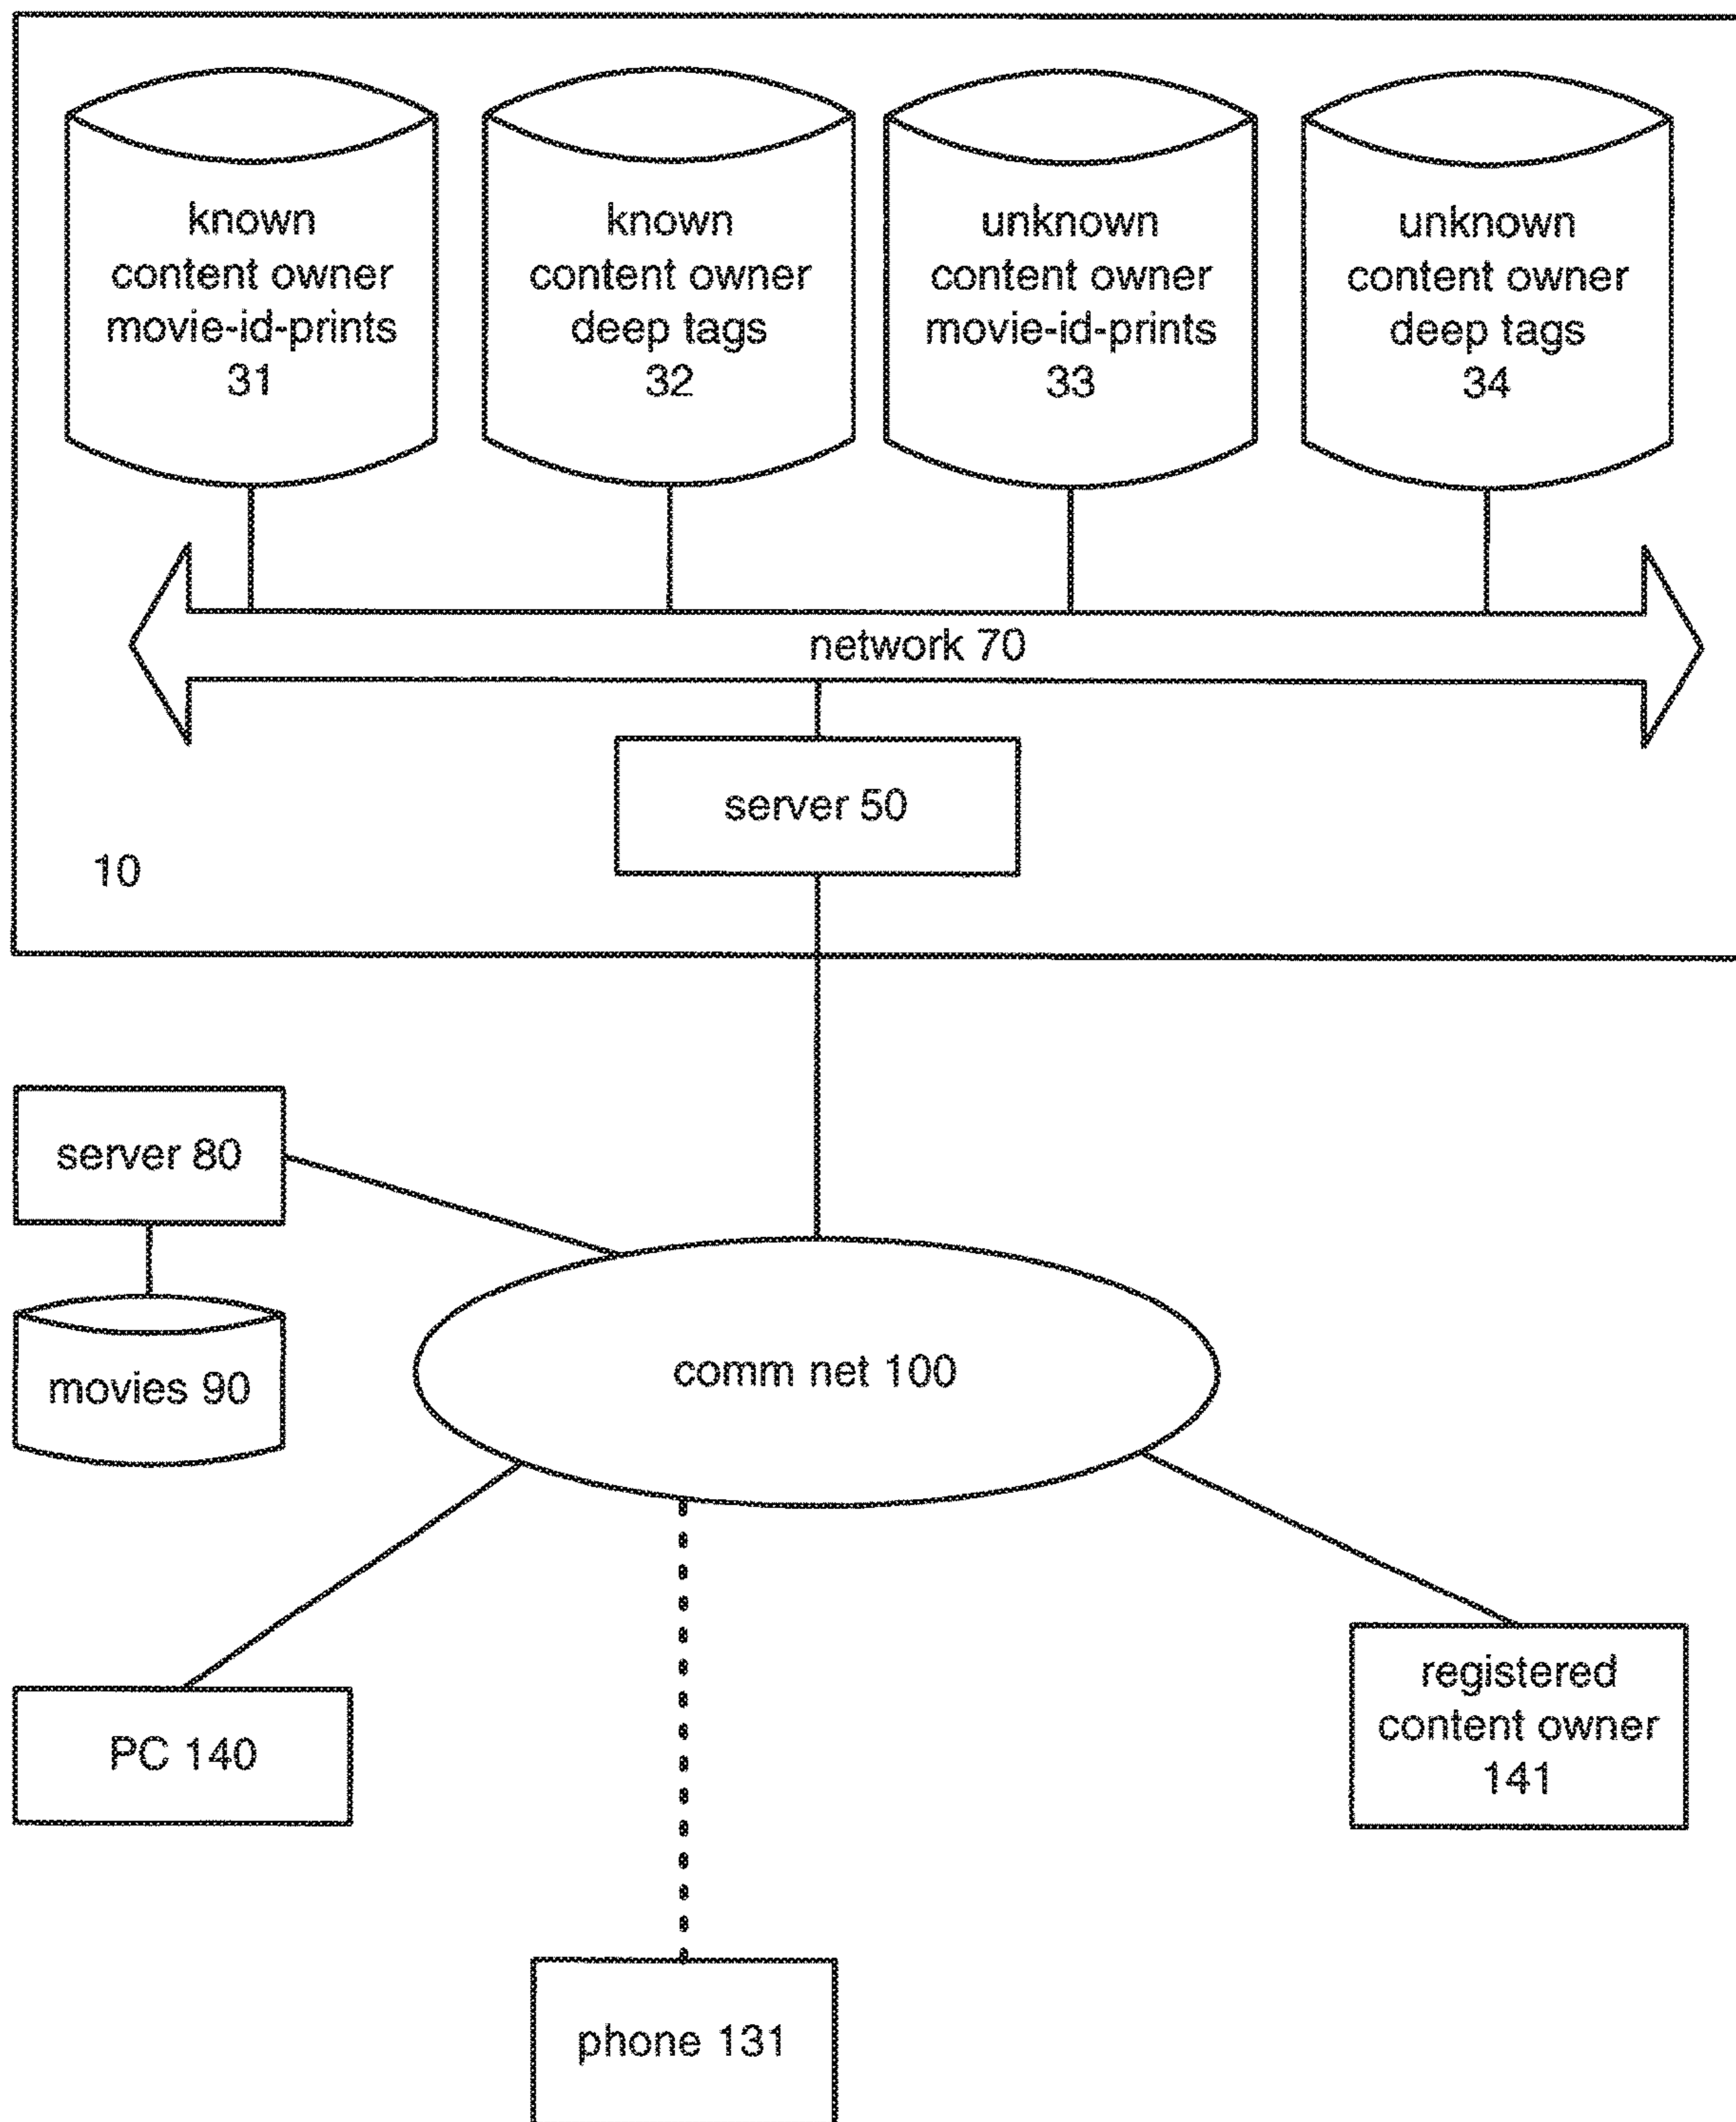 known
content owner
movie-id-prints
31
known
content owner
deep tags
32
unknown
content owner
movie-id-prints
33
unknown
content owner
deep tags
34
network 70
server 50
10
server 80
movies 90
comm net 100
PC 140
registered
content owner
141
phone 131